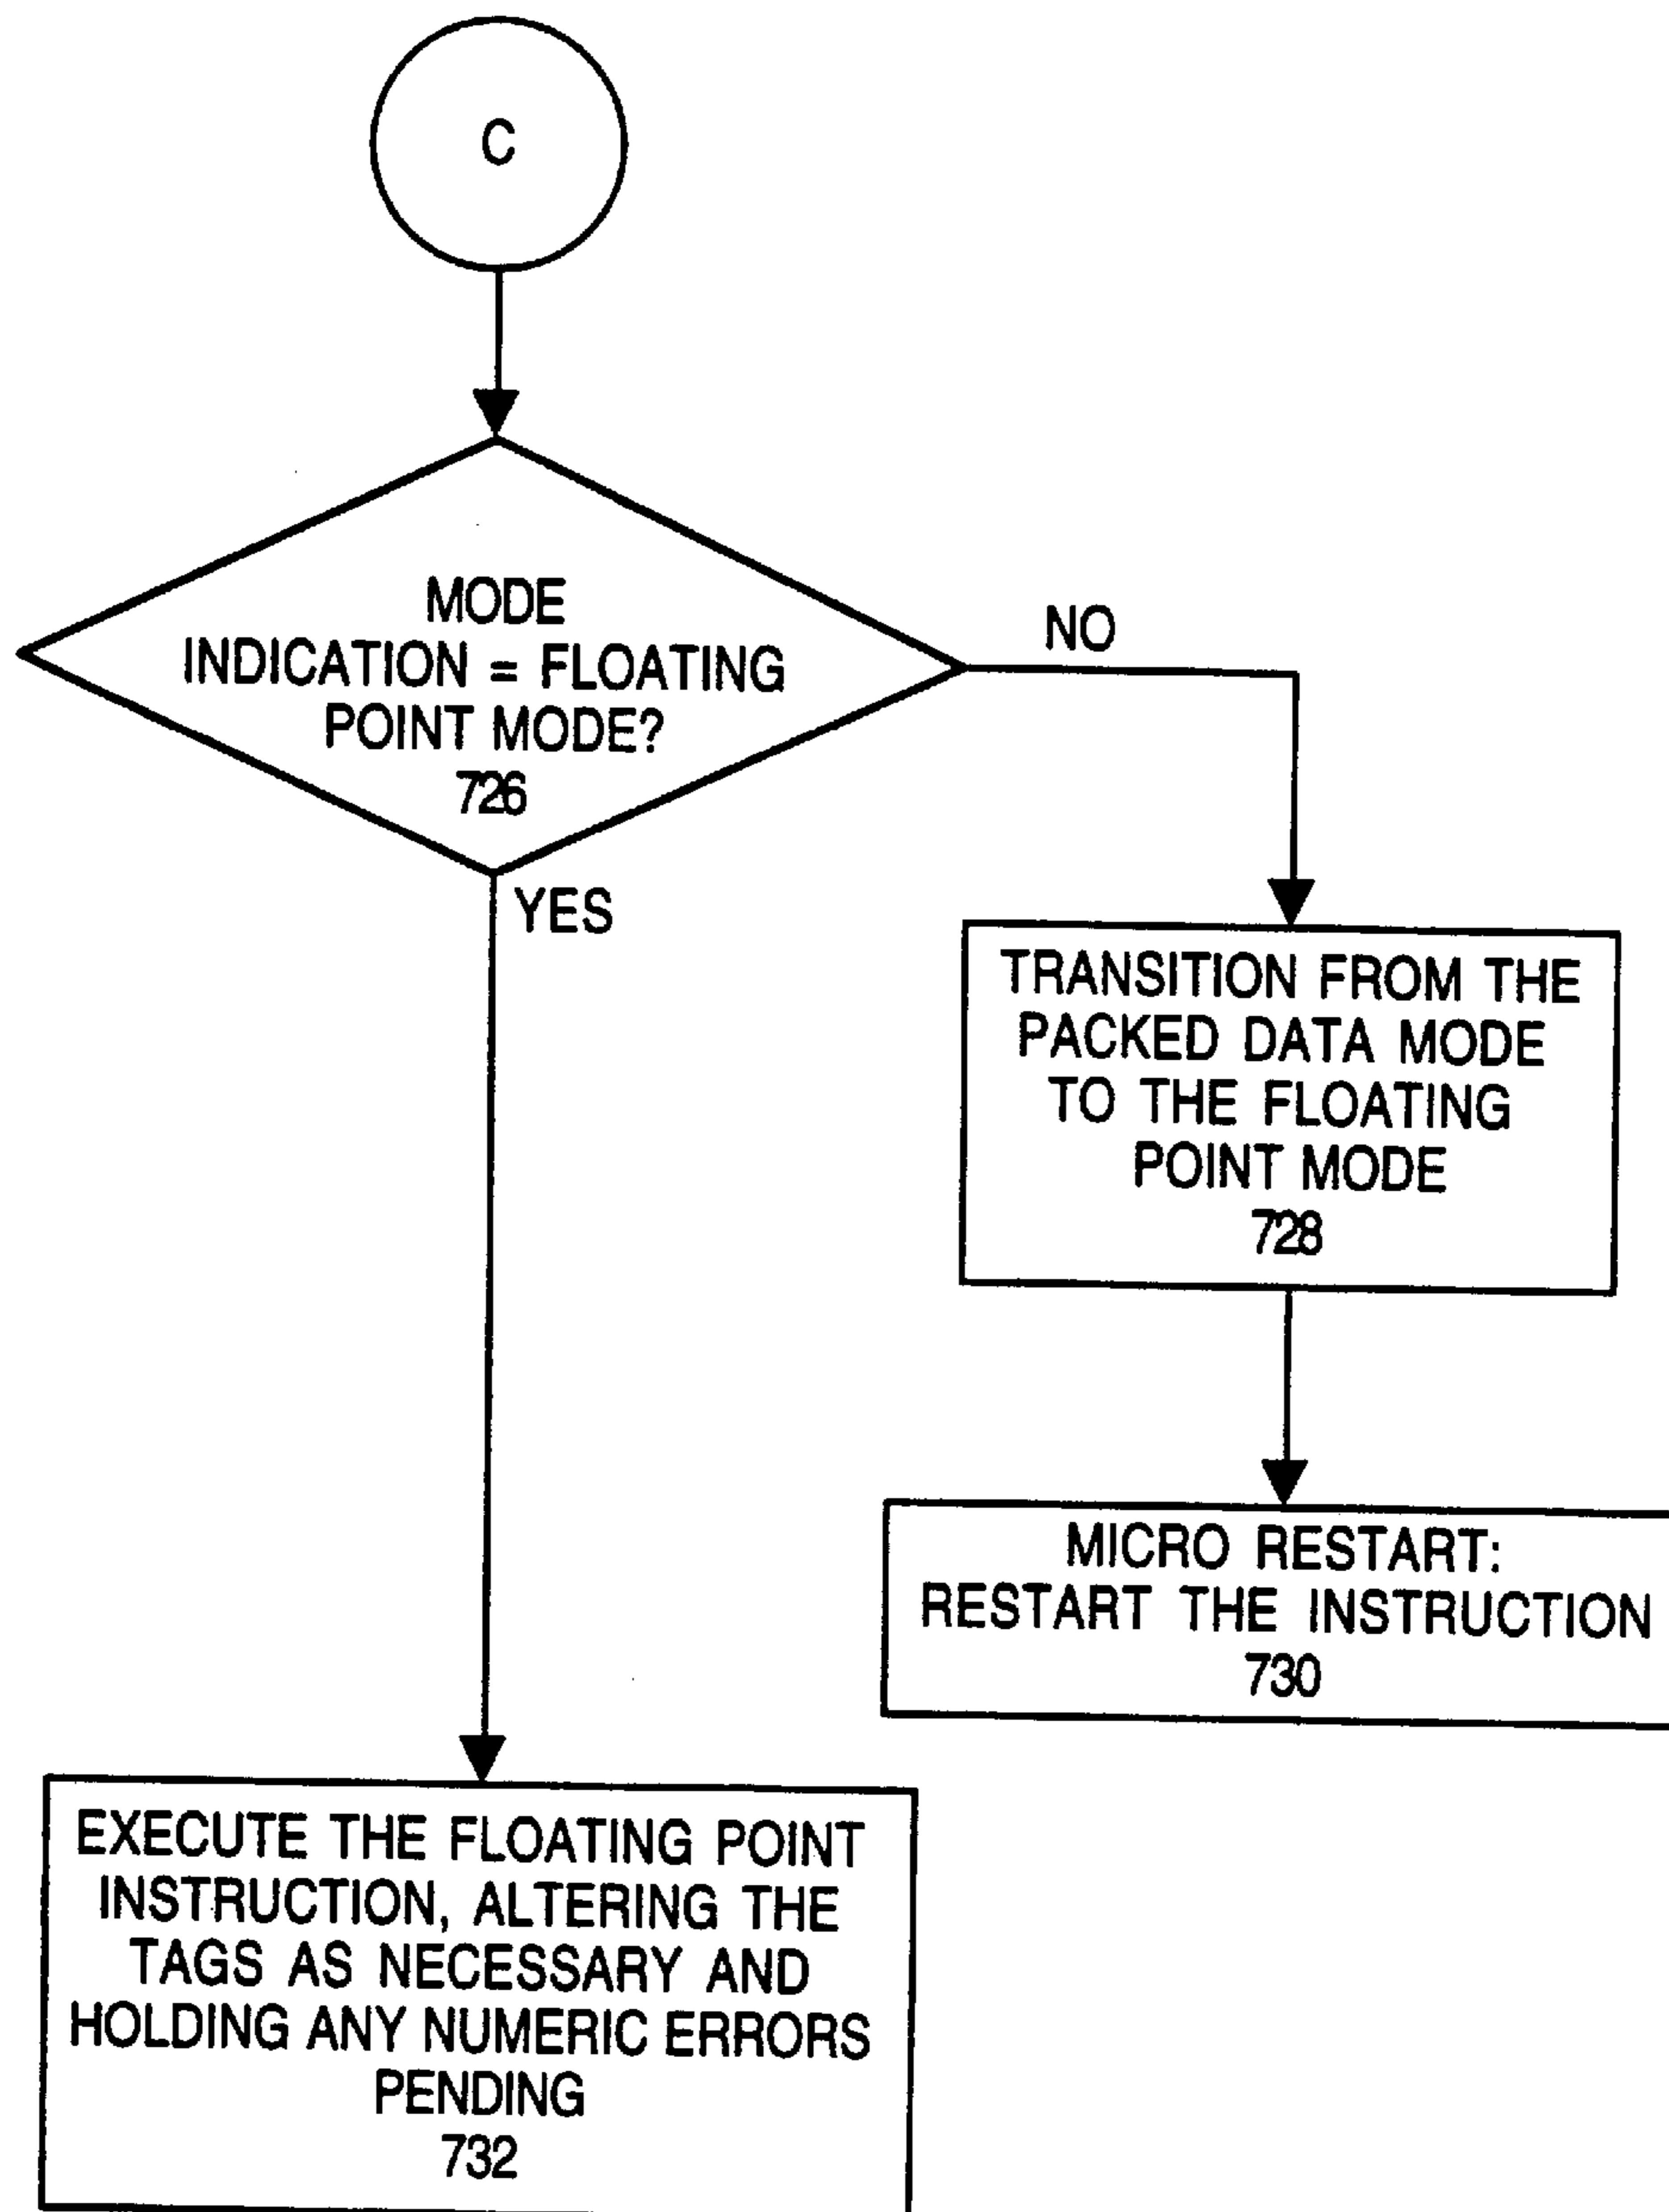 C
MODE
INDICATION = FLOATING
POINT MODE?
726
NO
YES
TRANSITION FROM THE
PACKED DATA MODE
TO THE FLOATING
POINT MODE
728
MICRO RESTART:
RESTART THE INSTRUCTION
730
EXECUTE THE FLOATING POINT
INSTRUCTION, ALTERING THE
TAGS AS NECESSARY AND
HOLDING ANY NUMERIC ERRORS
PENDING
732